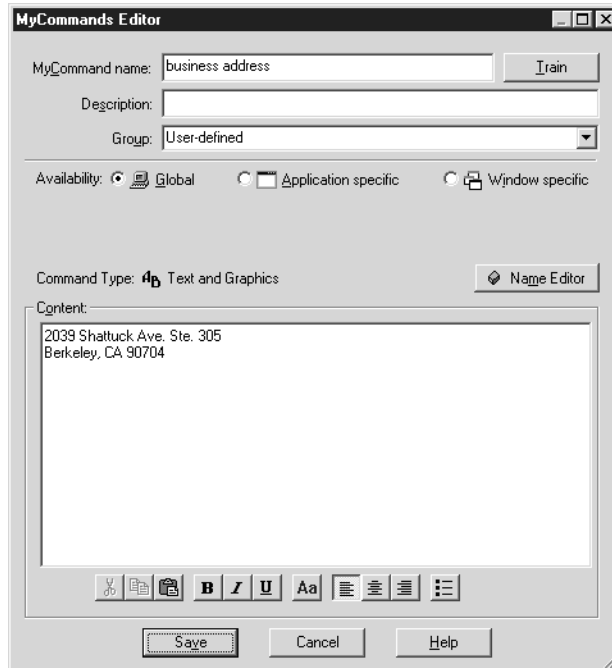 MyCommands Editor
MyCommand name: business address Train
Description:
Group: User-defined
Availability: Global Application specific Window specific
Command Type: Text and Graphics Name Editor
Content:
2039 Shattuck Ave. Ste. 305
Berkeley, CA 90704
B I U Aa
Save Cancel Help